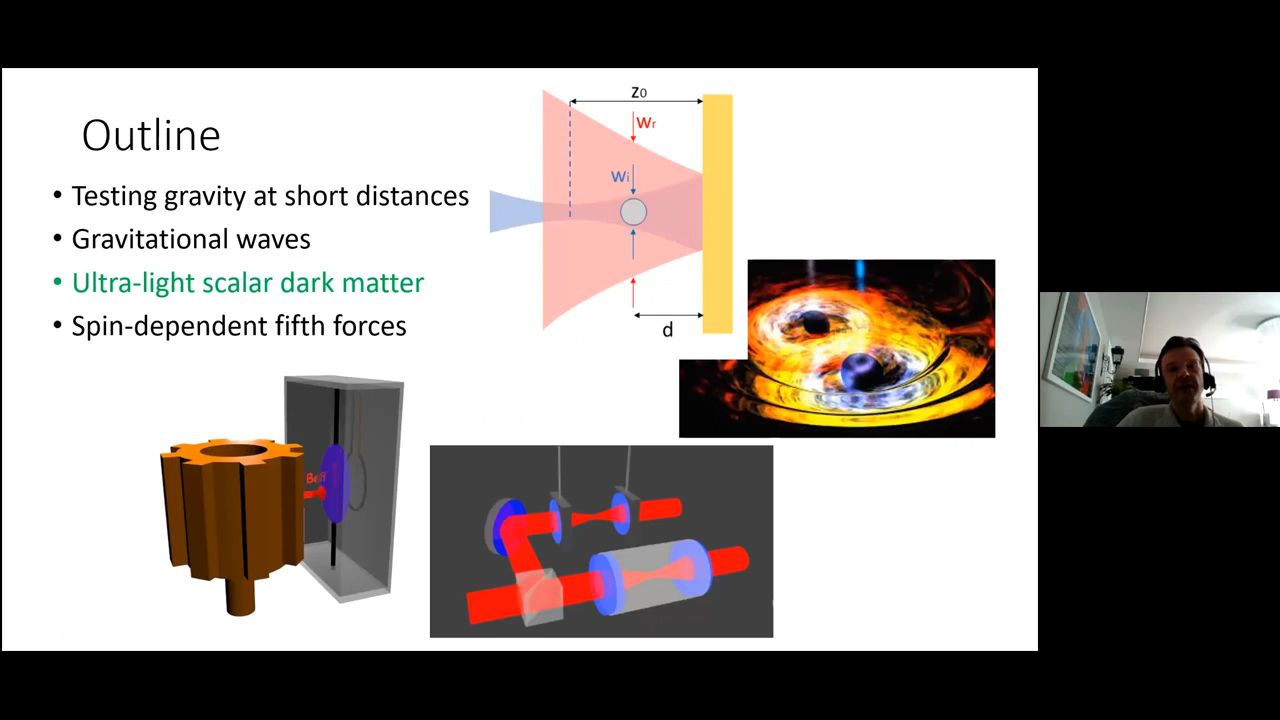 Outline
• Testing gravity at short distances
• Gravitational waves
• Ultra-light scalar dark matter
• Spin-dependent fifth forces
z0
wr
wi
d
Beff